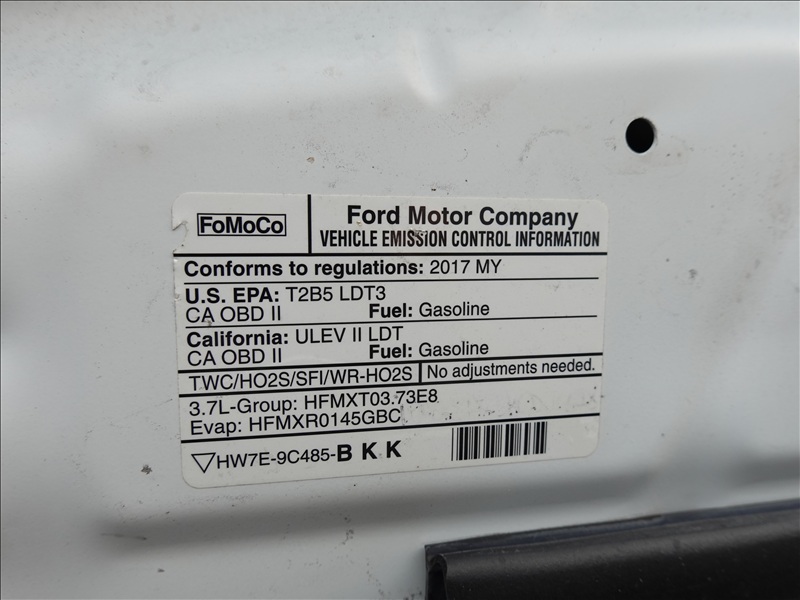 FoMoCo
Ford Motor Company
VEHICLE EMISSION CONTROL INFORMATION
Conforms to regulations: 2017 MY
U.S. EPA: T2B5 LDT3
CA OBD II Fuel: Gasoline
California: ULEV II LDT
CA OBD II Fuel: Gasoline
TWC/HO2S/SFI/WR-HO2S No adjustments needed.
3.7L-Group: HFMXT03.73E8
Evap: HFMXR0145GBC
HW7E-9C485-B K K